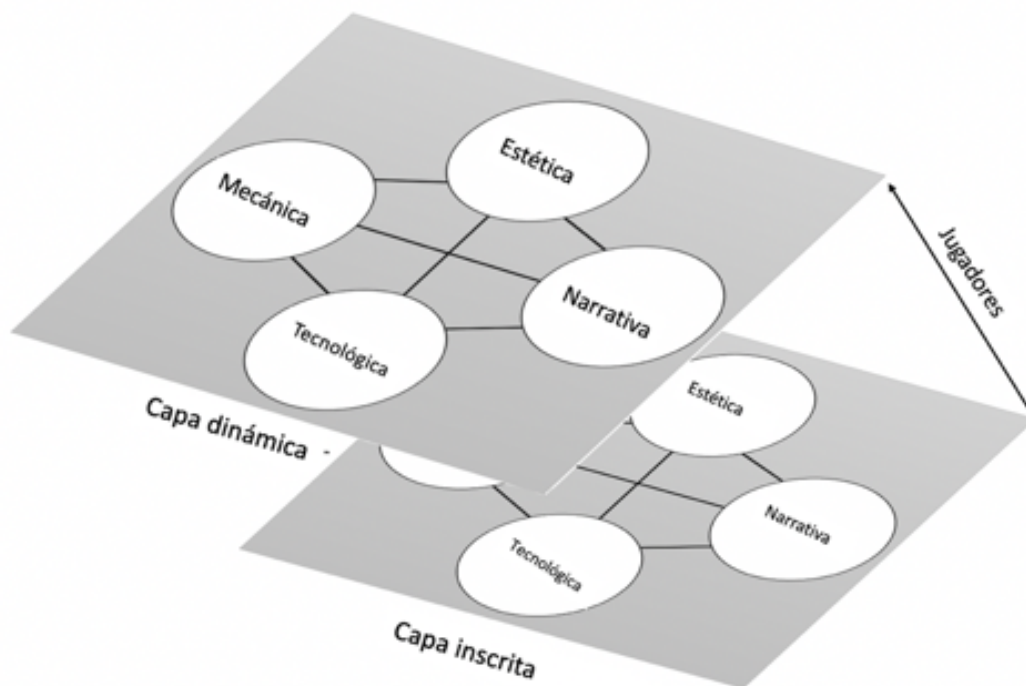 Estética
Mecánica
Narrativa
Tecnológica
Capa dinámica -
Jugadores
Estética
Narrativa
Tecnológica
Capa inscrita